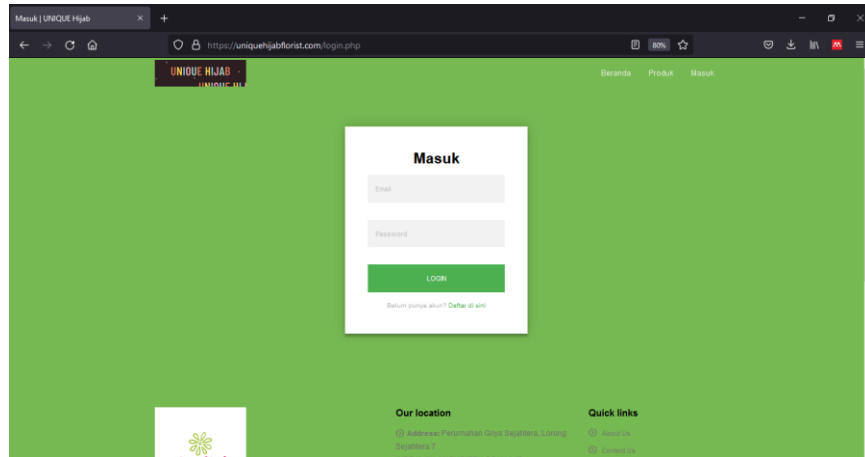 Masuk | UNIQUE Hijab
https://uniquehijabflorist.com/login.php
80%
UNIQUE HIJAB
UNIQUE HI
Beranda Produk Masuk
Masuk
Email
Password
LOGIN
Belum punya akun? Daftar di sini
Our location
Quick links
Address: Perumahan Griya Sejahtera, Lorong
Sejahtera 7
About Us
Contact Us